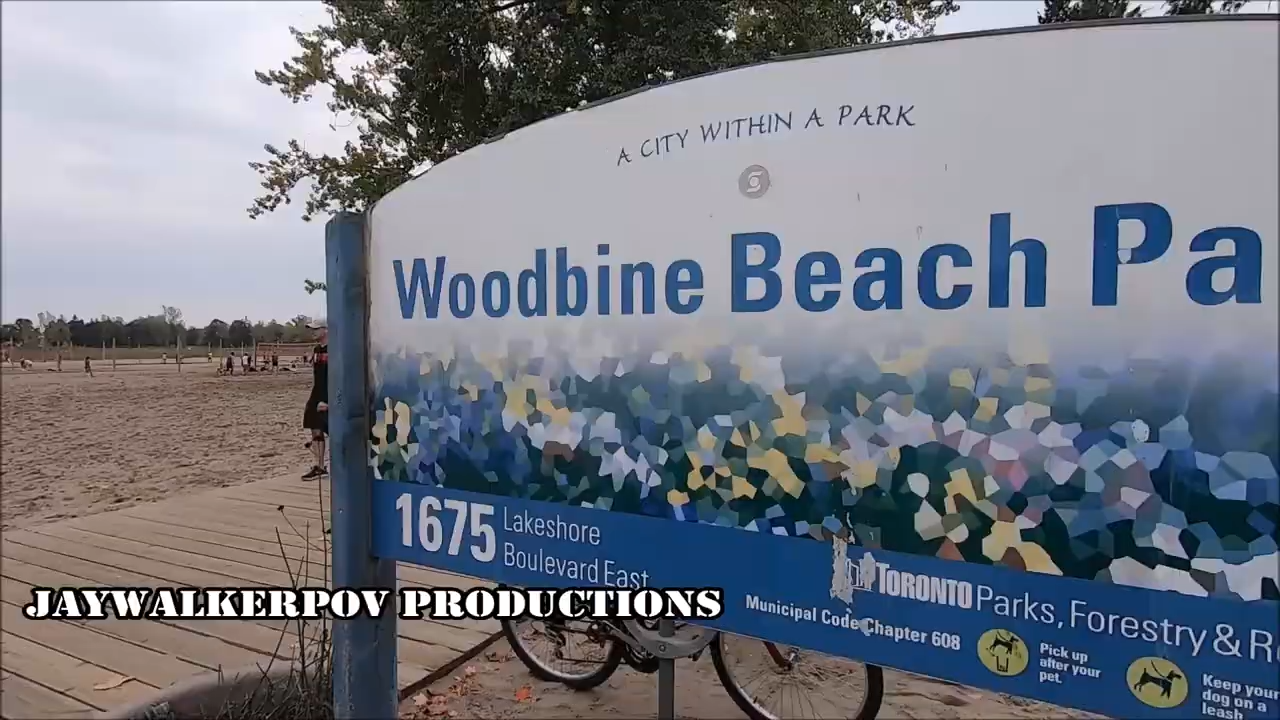 A CITY WITHIN A PARK
Woodbine Beach Pa
1675 Lakeshore
Boulevard East
TORONTO Parks, Forestry & R
Municipal Code Chapter 608
Pick up
after your
pet.
Keep your
dog on a
leash
JAYWALKERPOV PRODUCTIONS